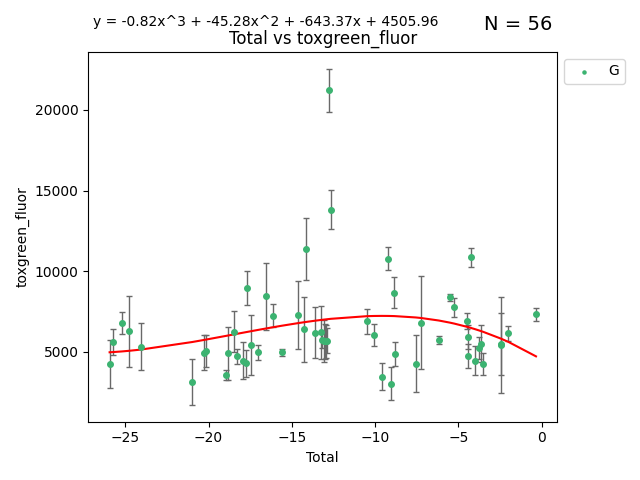 y = -0.82x^3 + -45.28x^2 + -643.37x + 4505.96
N = 56
Total vs toxgreen_fluor
G
toxgreen_fluor
20000
15000
10000
5000
−25
−20
−15
−10
−5
0
Total